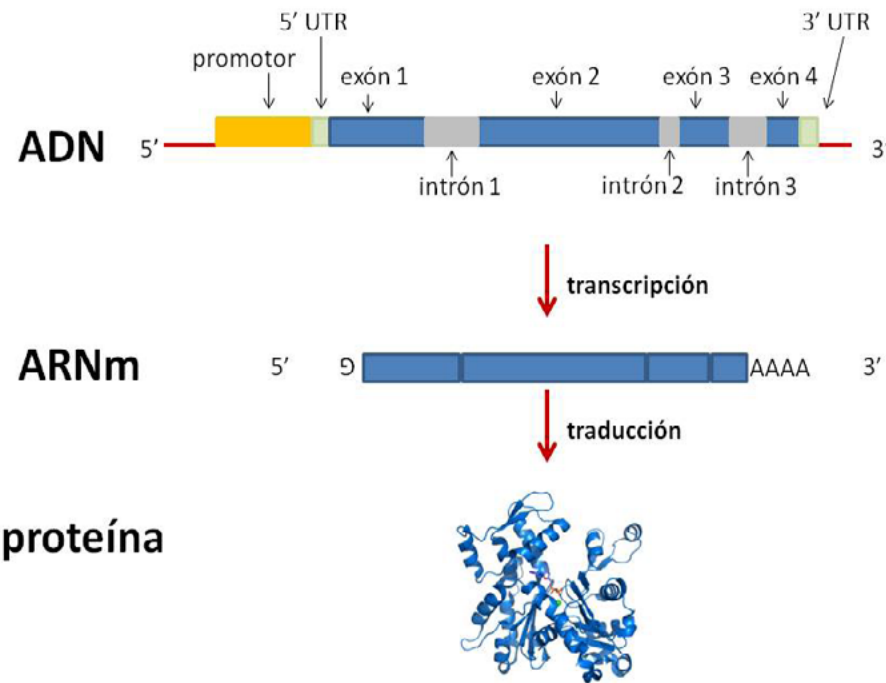 5' UTR
3' UTR
promotor
exón 1
exón 2
exón 3
exón 4
ADN
5'
3'
intrón 1
intrón 2
intrón 3
transcripción
ARNm
5'
G
AAAA
3'
traducción
proteína